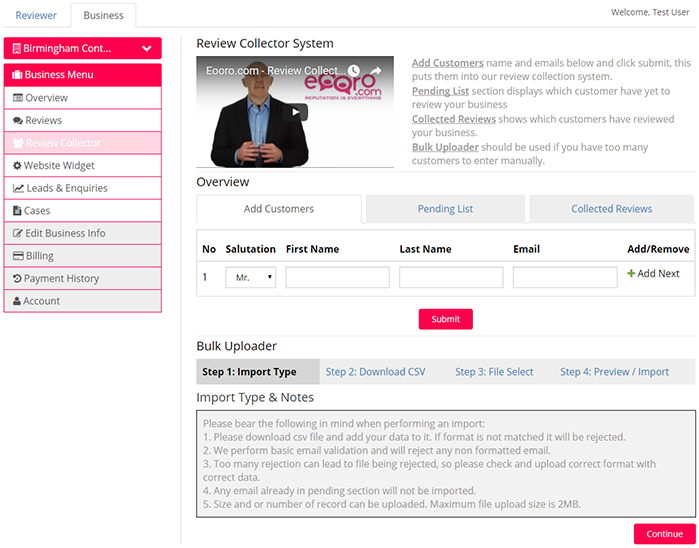 Reviewer
Business
Welcome, Test User
Birmingham Cont...
Business Menu
Overview
Reviews
Review Collector
Website Widget
Leads & Enquiries
Cases
Edit Business Info
Billing
Payment History
Account
Review Collector System
Eooro.com - Review Collect...
eooro
.com
REPUTATION IS EVERYTHING
Add Customers name and emails below and click submit, this
puts them into our review collection system.
Pending List section displays which customer have yet to
review your business
Collected Reviews shows which customers have reviewed
your business.
Bulk Uploader should be used if you have too many
customers to enter manually.
Overview
Add Customers
Pending List
Collected Reviews
No Salutation First Name Last Name Email Add/Remove
1 Mr. Add Next
Submit
Bulk Uploader
Step 1: Import Type Step 2: Download CSV Step 3: File Select Step 4: Preview / Import
Import Type & Notes
Please bear the following in mind when performing an import:
1. Please download csv file and add your data to it. If format is not matched it will be rejected.
2. We perform basic email validation and will reject any non formatted email.
3. Too many rejection can lead to file being rejected, so please check and upload correct format with
correct data.
4. Any email already in pending section will not be imported.
5. Size and or number of record can be uploaded. Maximum file upload size is 2MB.
Continue